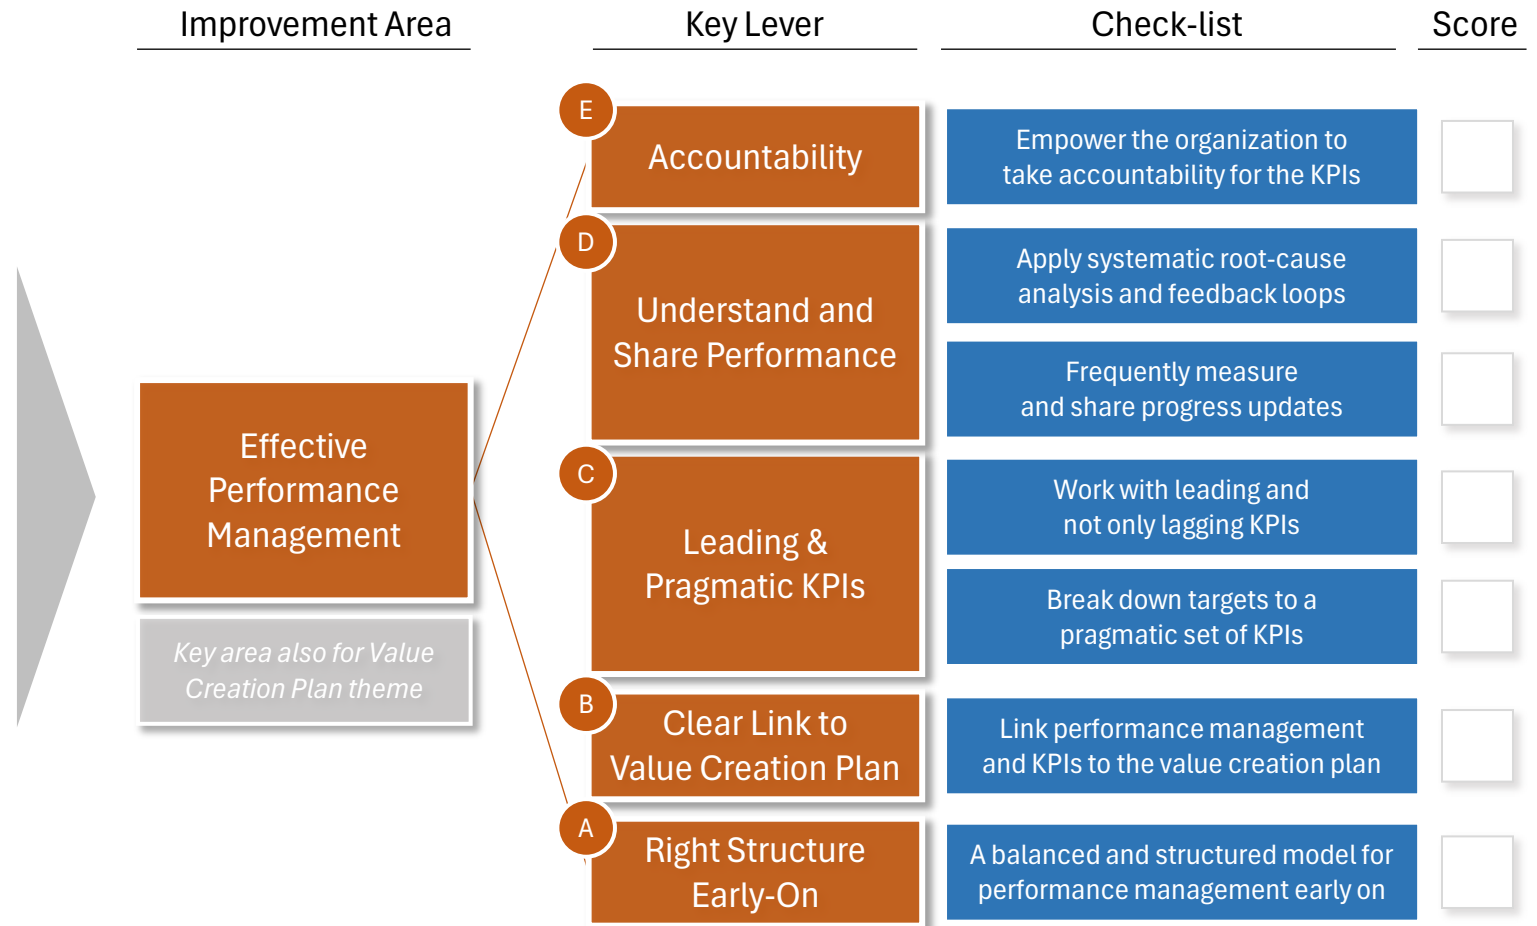 Improvement Area
Key Lever
Check-list
Score
E
Accountability
Empower the organization to
take accountability for the KPIs
D
Understand and
Share Performance
Apply systematic root-cause
analysis and feedback loops
Frequently measure
and share progress updates
Effective
Performance
Management
Key area also for Value
Creation Plan theme
C
Leading &
Pragmatic KPIs
Work with leading and
not only lagging KPIs
Break down targets to a
pragmatic set of KPIs
B
Clear Link to
Value Creation Plan
Link performance management
and KPIs to the value creation plan
A
Right Structure
Early-On
A balanced and structured model for
performance management early on